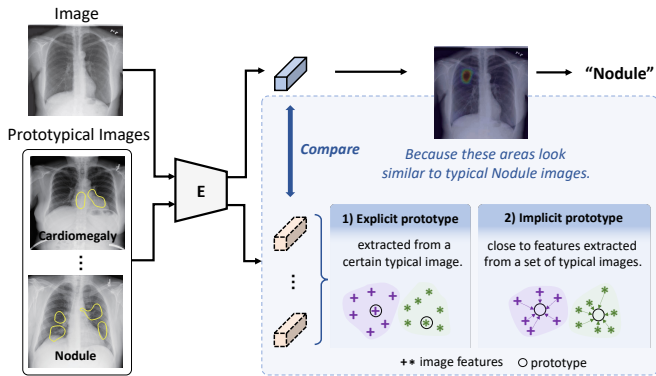 Image
Prototypical Images
Cardiomegaly
Nodule
E
"Nodule"
Compare
Because these areas look
similar to typical Nodule images.
1) Explicit prototype
extracted from a
certain typical image.
2) Implicit prototype
close to features extracted
from a set of typical images.
image features
prototype